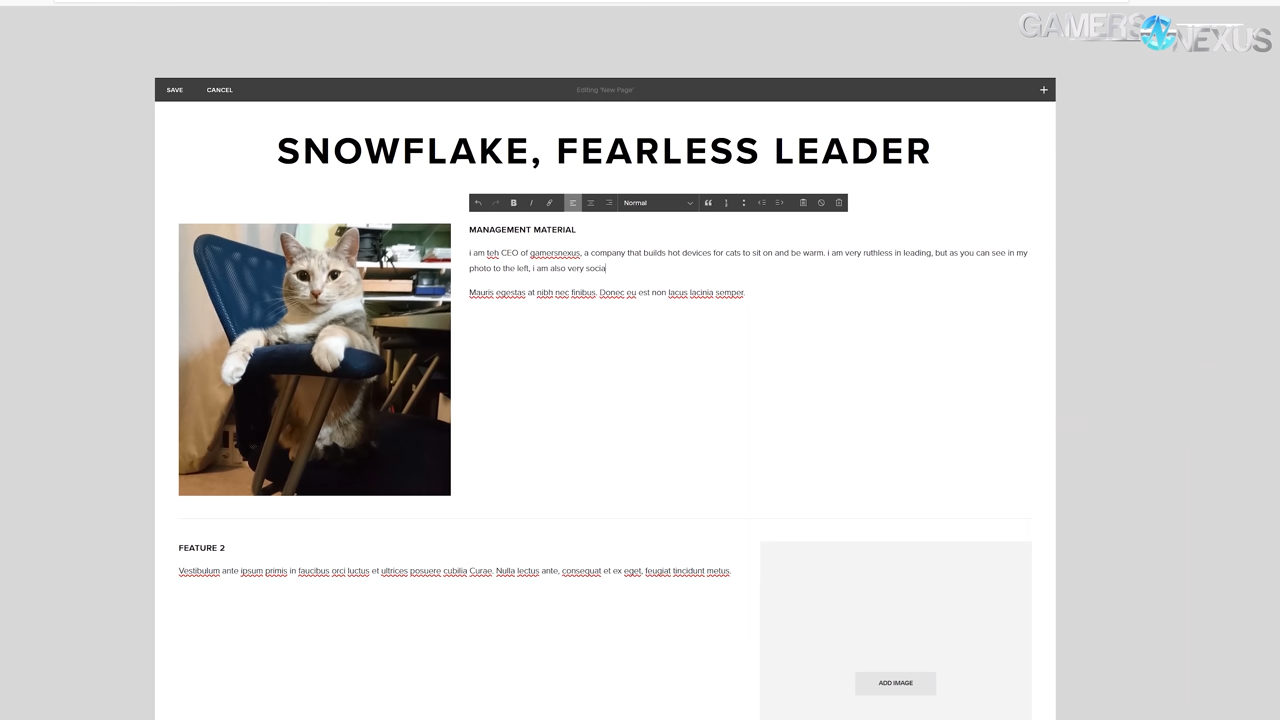 GAMERS NEXUS
SAVE CANCEL Editing 'New Page' +
SNOWFLAKE, FEARLESS LEADER
B I Normal
MANAGEMENT MATERIAL
i am teh CEO of gamersnexus, a company that builds hot devices for cats to sit on and be warm. i am very ruthless in leading, but as you can see in my
photo to the left, i am also very socia
Mauris egestas at nibh nec finibus. Donec eu est non lacus lacinia semper.
FEATURE 2
Vestibulum ante ipsum primis in faucibus orci luctus et ultrices posuere cubilia Curae. Nulla lectus ante, consequat et ex eget, feugiat tincidunt metus.
ADD IMAGE